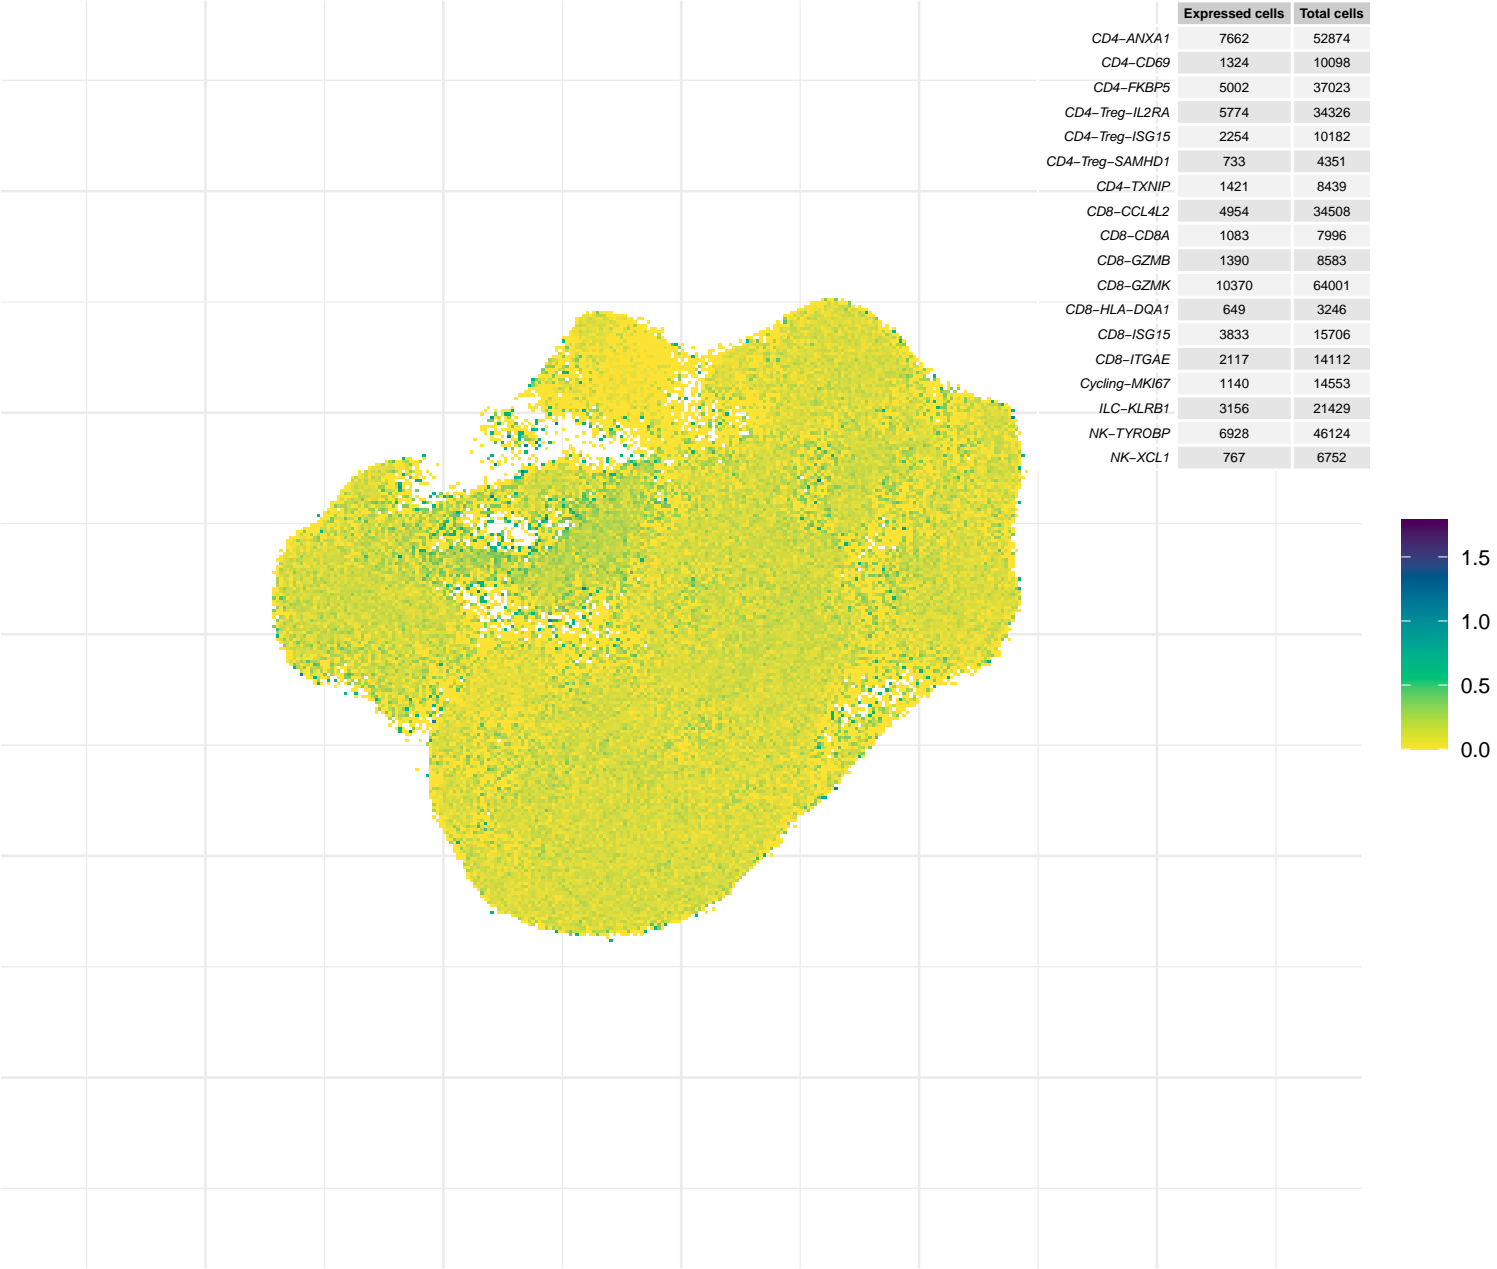 Expressed cells Total cells
CD4−ANXA1 7662 52874
CD4−CD69 1324 10098
CD4−FKBP5 5002 37023
CD4−Treg−IL2RA 5774 34326
CD4−Treg−ISG15 2254 10182
CD4−Treg−SAMHD1 733 4351
CD4−TXNIP 1421 8439
CD8−CCL4L2 4954 34508
CD8−CD8A 1083 7996
CD8−GZMB 1390 8583
CD8−GZMK 10370 64001
CD8−HLA−DQA1 649 3246
CD8−ISG15 3833 15706
CD8−ITGAE 2117 14112
Cycling−MKI67 1140 14553
ILC−KLRB1 3156 21429
NK−TYROBP 6928 46124
NK−XCL1 767 6752
1.5
1.0
0.5
0.0